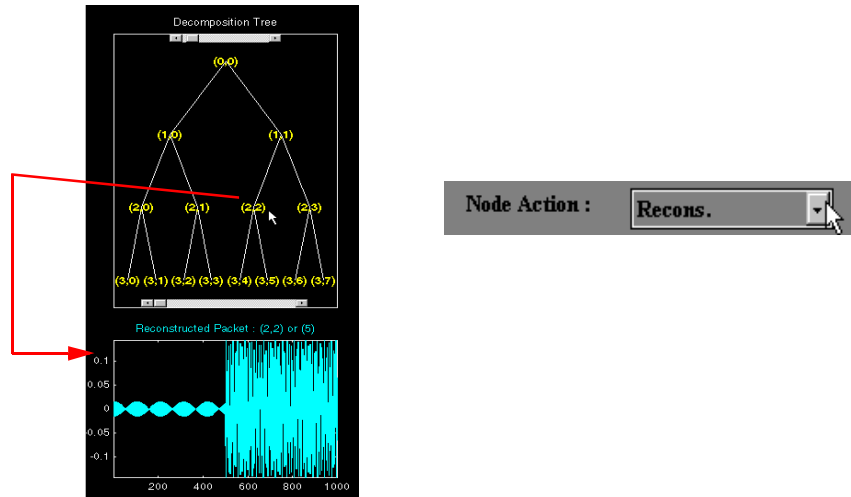 Decomposition Tree
(0,0)
(1,0) (1,1)
(2,0) (2,1) (2,2) (2,3)
(3,0) (3,1) (3,2) (3,3) (3,4) (3,5) (3,6) (3,7)
Reconstructed Packet : (2,2) or (5)
0.1
0.05
0
-0.05
-0.1
200 400 600 800 1000
Node Action : Recons.